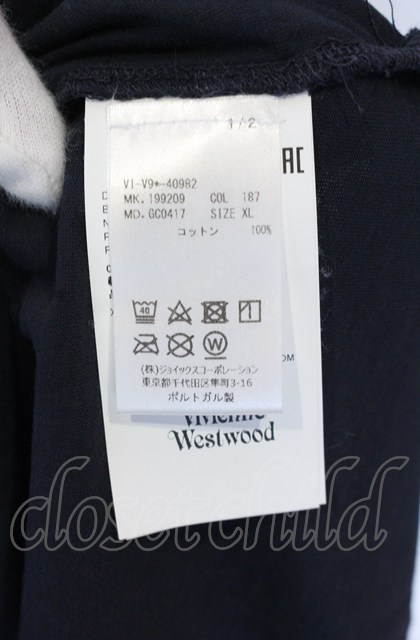 1/2
EAC
VI-V9*-40982
MK. 199209 COL 187
MD. GC0417 SIZE XL
コットン 100%
40
(株)ジョイックスコーポレーション
東京都千代田区隼町3-16
ポルトガル製
OM
Vivienne
Westwood
closet child